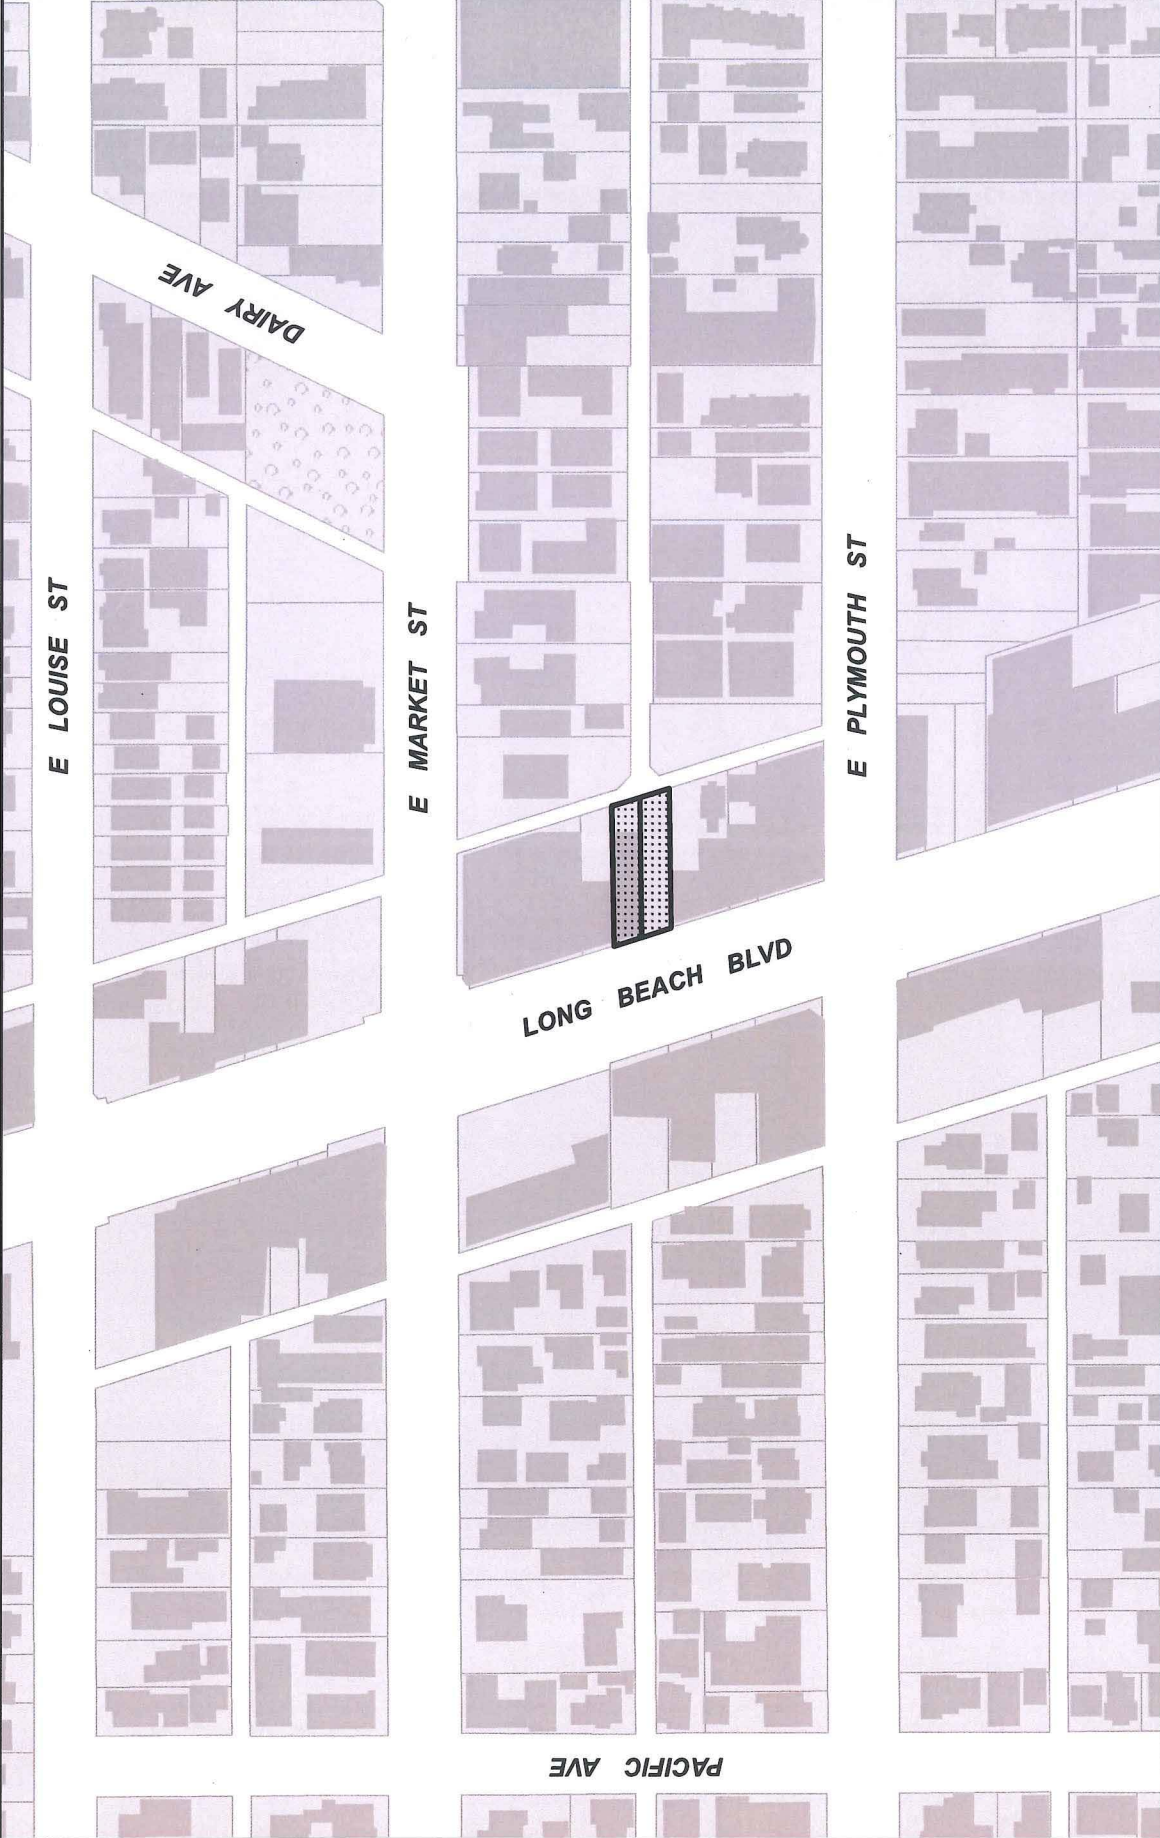 DAIRY AVE
E LOUISE ST
E MARKET ST
E PLYMOUTH ST
LONG BEACH BLVD
PACIFIC AVE